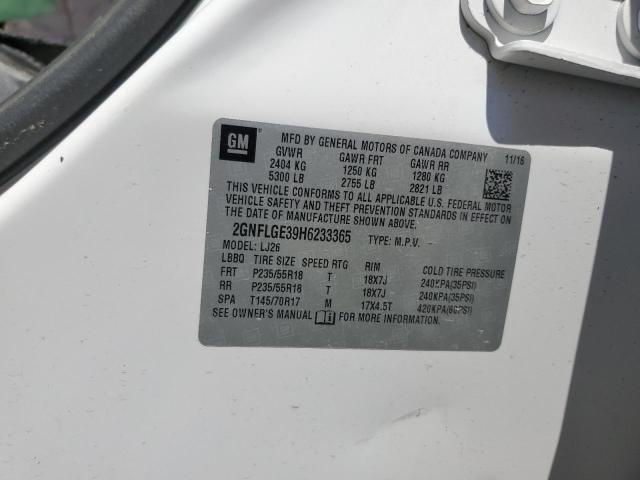 GM
MFD BY GENERAL MOTORS OF CANADA COMPANY 11/16
GVWR GAWR FRT GAWR RR
2404 KG 1250 KG 1280 KG
5300 LB 2755 LB 2821 LB
THIS VEHICLE CONFORMS TO ALL APPLICABLE U.S. FEDERAL MOTOR
VEHICLE SAFETY AND THEFT PREVENTION STANDARDS IN EFFECT ON
THE DATE OF MANUFACTURE SHOWN ABOVE.
2GNFLGE39H6233365 TYPE: M.P.V.
MODEL: LJ26
LBBQ TIRE SIZE SPEED RTG RIM COLD TIRE PRESSURE
FRT P235/55R18 T 18X7J 240KPA(35PSI)
RR P235/55R18 T 18X7J 240KPA(35PSI)
SPA T145/70R17 M 17X4.5T 420KPA(60PSI)
SEE OWNER'S MANUAL FOR MORE INFORMATION.